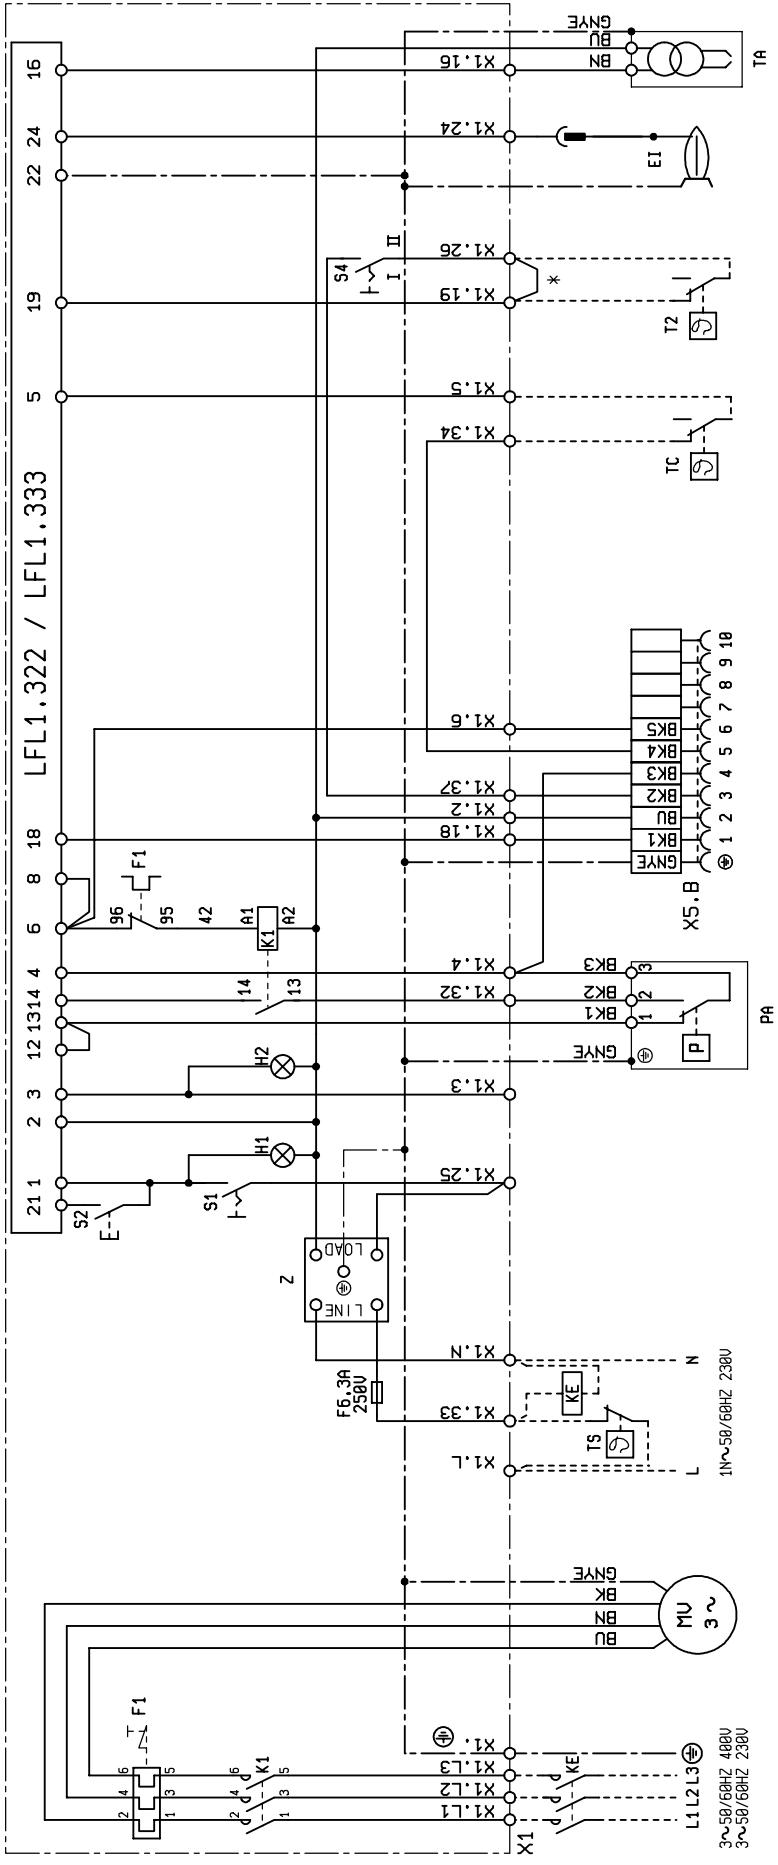 LFL1.322 / LFL1.333
21
1
2
3
12
13
14
4
6
8
18
5
19
22
24
16
F1
6
4
2
5
3
1
K1
6
4
2
5
3
1
X1.L1
X1.L2
X1.L3
X1.
X1
KE
L1 L2 L3
3~50/60HZ 400V
3~50/60HZ 230V
BU
BN
BK
GNYE
MV
3~
X1.L
X1.33
X1.N
F6.3A
250V
TS
KE
L
N
1N~50/60HZ 230V
Z
LINE
LOAD
S2
S1
H1
X1.25
H2
X1.3
GNYE
BK1
BK2
BK3
1
2
3
P
PA
X1.32
X1.4
14
13
K1
A1
A2
42
95
96
F1
X1.18
X1.2
X1.37
X1.6
X5.B
GNYE
BK1
BU
BK2
BK3
BK4
BK5
1
2
3
4
5
6
7
8
9
10
X1.34
X1.5
TC
X1.19
X1.26
S4
I
II
*
T2
X1.24
EI
X1.16
BN
BU
GNYE
TA